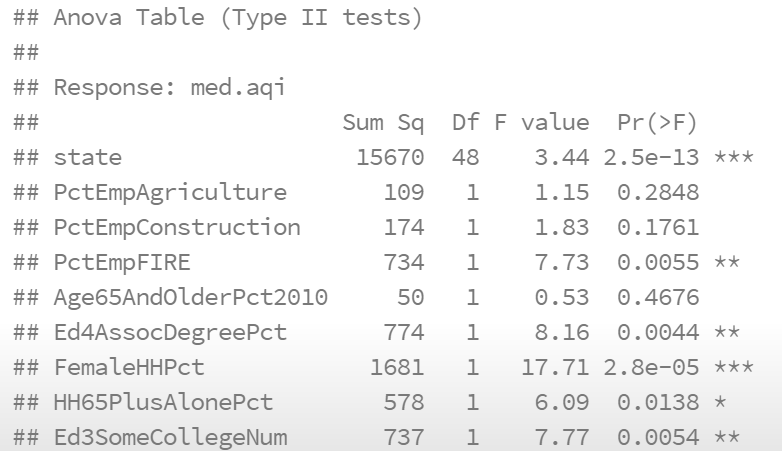 ## Anova Table (Type II tests)
##
## Response: med.aqi
## Sum Sq Df F value Pr(>F)
## state 15670 48 3.44 2.5e-13 ***
## PctEmpAgriculture 109 1 1.15 0.2848
## PctEmpConstruction 174 1 1.83 0.1761
## PctEmpFIRE 734 1 7.73 0.0055 **
## Age65AndOlderPct2010 50 1 0.53 0.4676
## Ed4AssocDegreePct 774 1 8.16 0.0044 **
## FemaleHHPct 1681 1 17.71 2.8e-05 ***
## HH65PlusAlonePct 578 1 6.09 0.0138 *
## Ed3SomeCollegeNum 737 1 7.77 0.0054 **